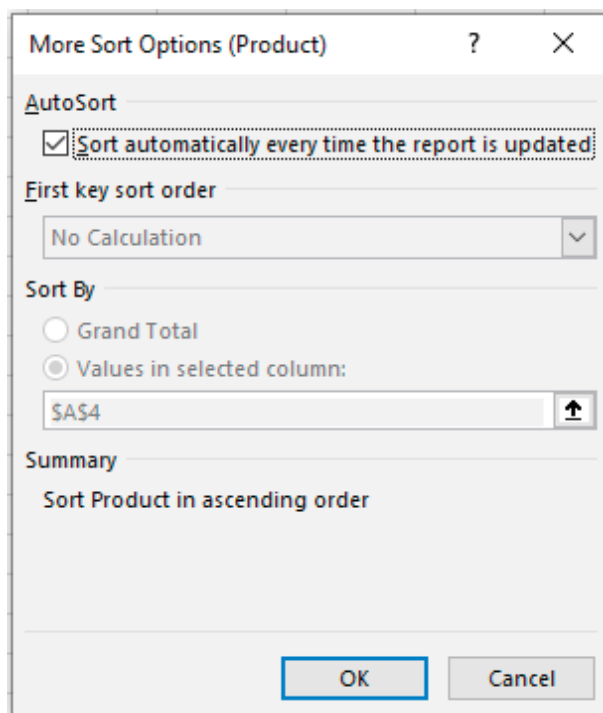 More Sort Options (Product) ?
AutoSort
Sort automatically every time the report is updated
First key sort order
No Calculation
Sort By
Grand Total
Values in selected column:
$A$4
Summary
Sort Product in ascending order
OK Cancel